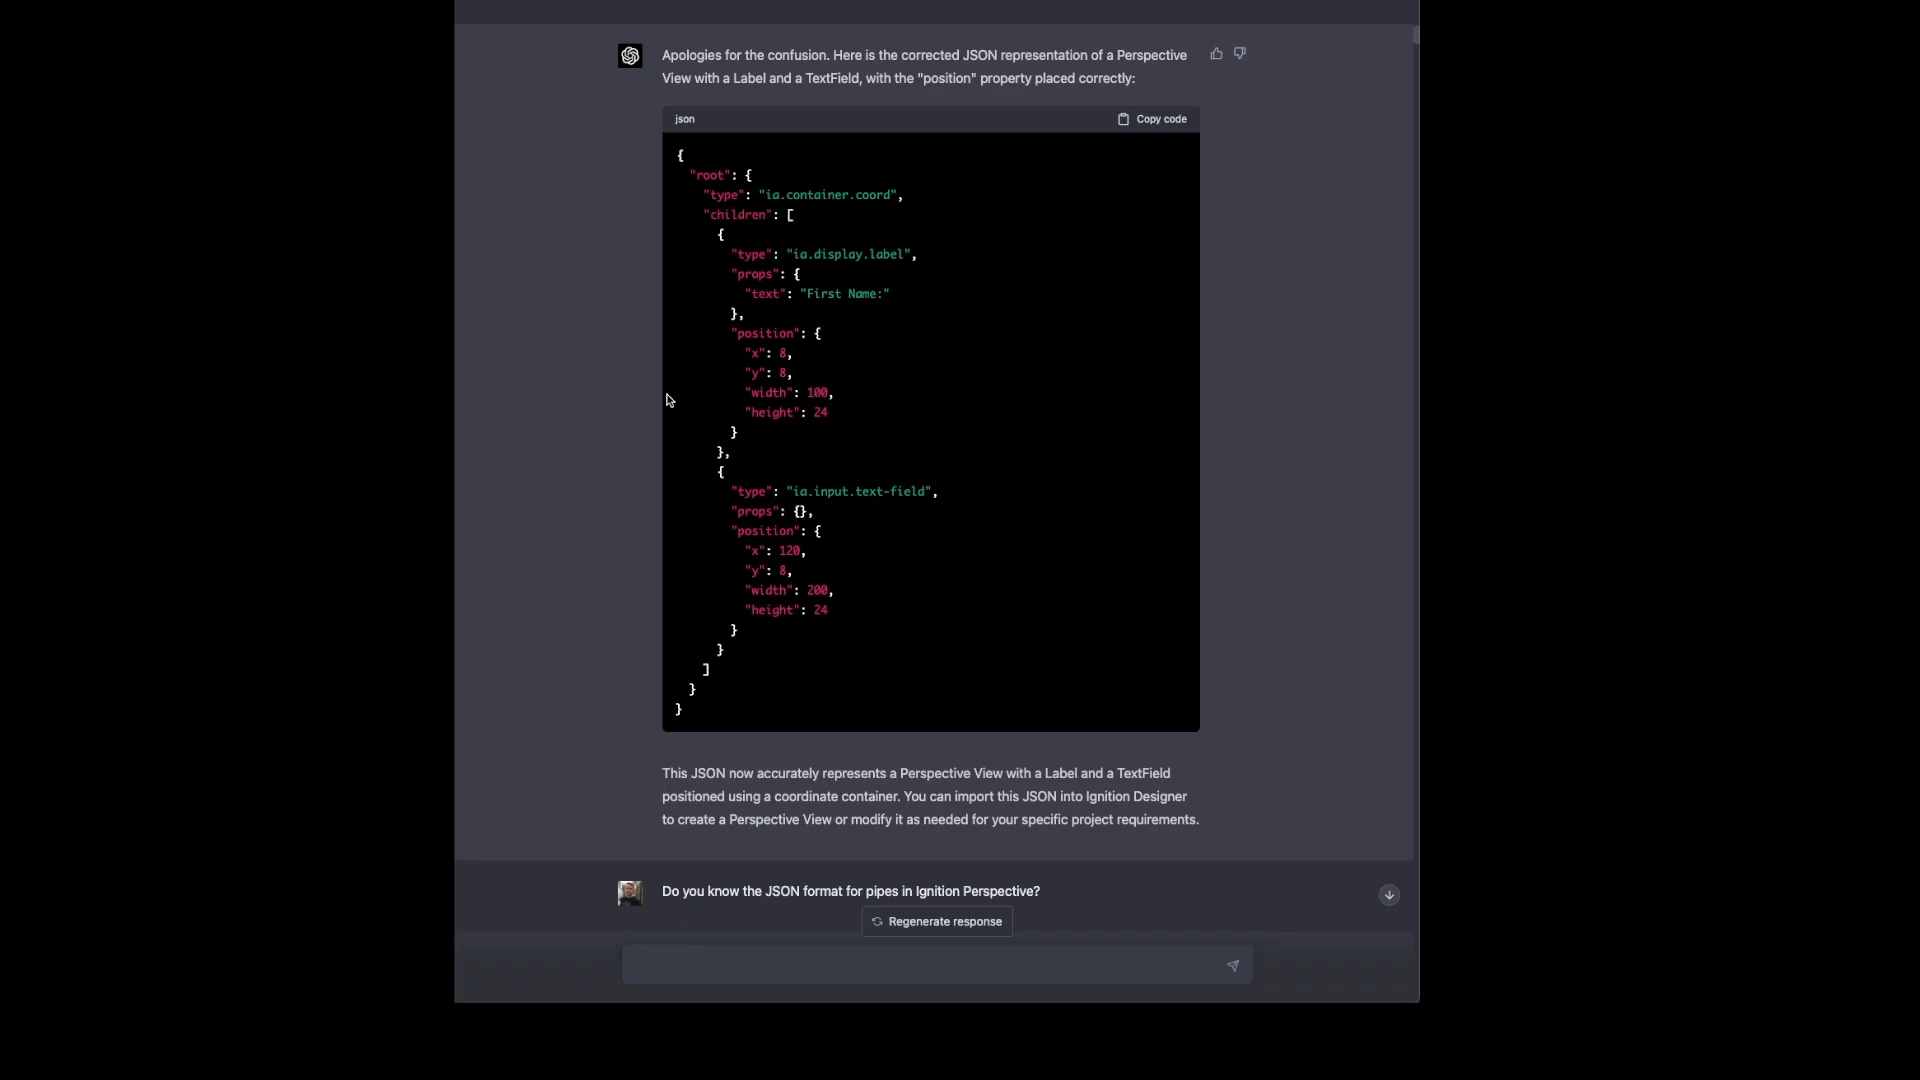 Apologies for the confusion. Here is the corrected JSON representation of a Perspective
View with a Label and a TextField, with the "position" property placed correctly:
json
Copy code
{
  "root": {
    "type": "ia.container.coord",
    "children": [
      {
        "type": "ia.display.label",
        "props": {
          "text": "First Name:"
        },
        "position": {
          "x": 8,
          "y": 8,
          "width": 100,
          "height": 24
        }
      },
      {
        "type": "ia.input.text-field",
        "props": {},
        "position": {
          "x": 120,
          "y": 8,
          "width": 200,
          "height": 24
        }
      }
    ]
  }
}
This JSON now accurately represents a Perspective View with a Label and a TextField
positioned using a coordinate container. You can import this JSON into Ignition Designer
to create a Perspective View or modify it as needed for your specific project requirements.
Do you know the JSON format for pipes in Ignition Perspective?
Regenerate response